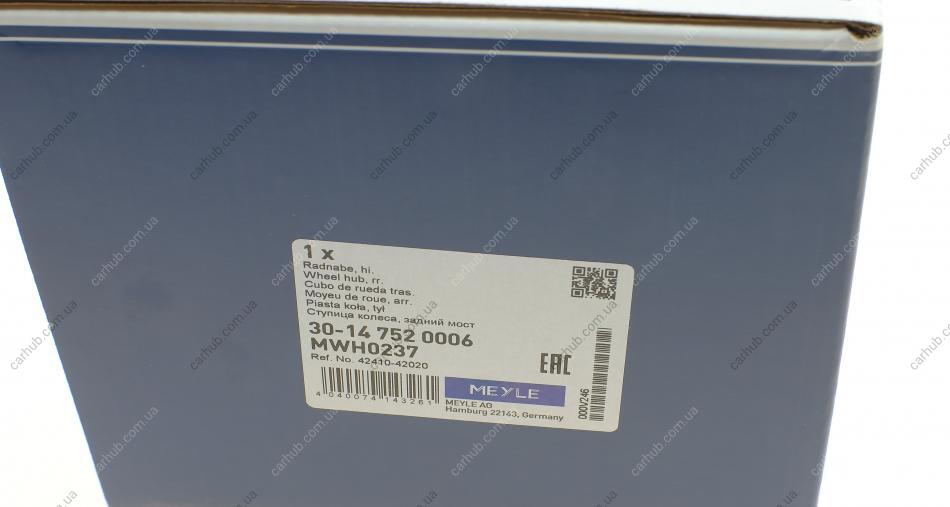 1 x
Radnabe, hi.
Wheel hub, rr.
Cubo de rueda tras.
Moyeu de roue, arr.
Piasta koła, tył
Ступица колеса, задний мост
30-14 752 0006
MWH0237
Ref. No. 42410-42020
EAC
4 040074 143261
MEYLE
MEYLE AG
Hamburg 22143, Germany
000V246
carhub.com.ua